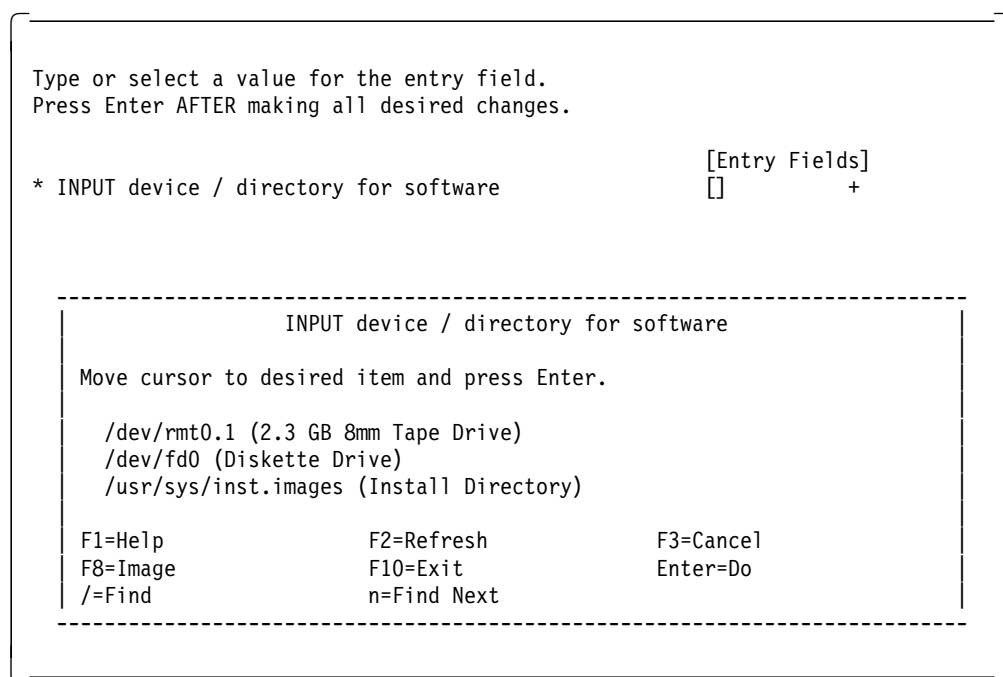 Type or select a value for the entry field.
Press Enter AFTER making all desired changes.
[Entry Fields]
* INPUT device / directory for software [] +
INPUT device / directory for software
Move cursor to desired item and press Enter.
/dev/rmt0.1 (2.3 GB 8mm Tape Drive)
/dev/fd0 (Diskette Drive)
/usr/sys/inst.images (Install Directory)
F1=Help F2=Refresh F3=Cancel
F8=Image F10=Exit Enter=Do
/=Find n=Find Next